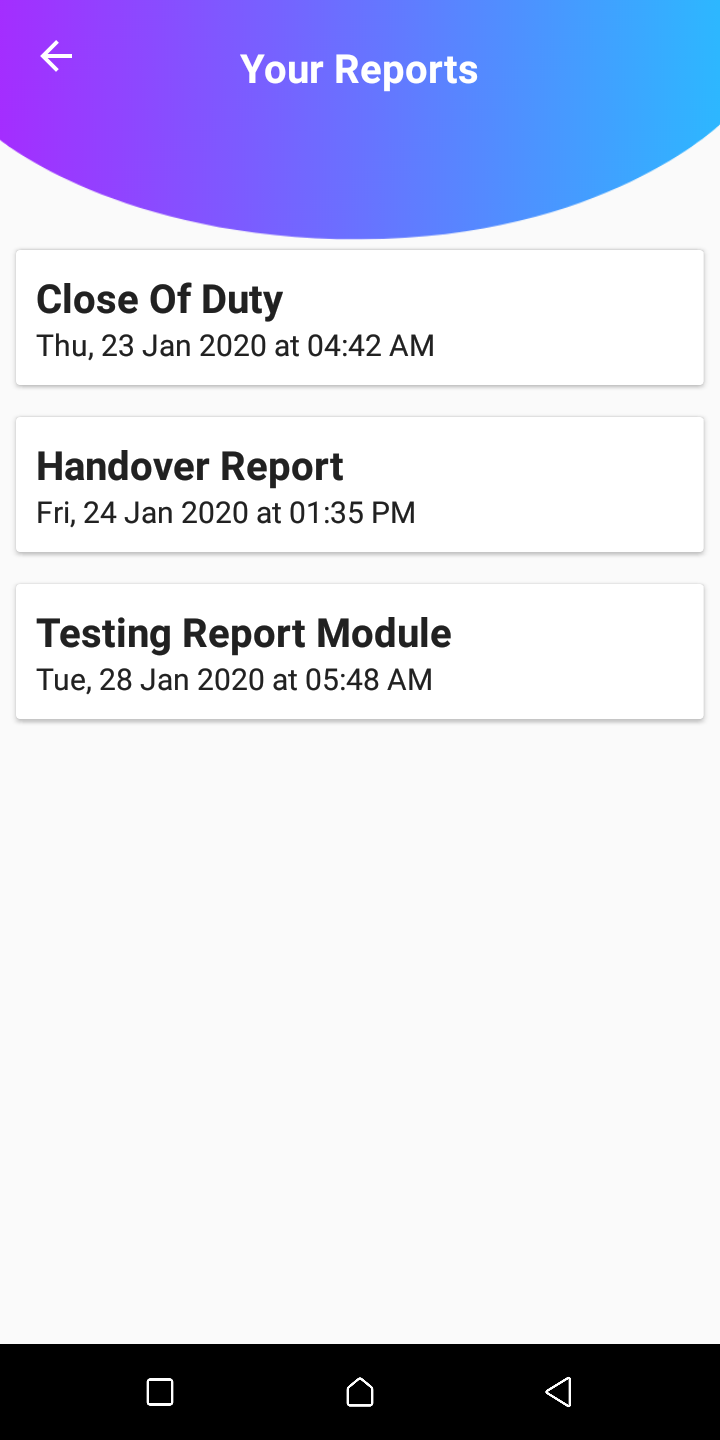 Your Reports
Close Of Duty
Thu, 23 Jan 2020 at 04:42 AM
Handover Report
Fri, 24 Jan 2020 at 01:35 PM
Testing Report Module
Tue, 28 Jan 2020 at 05:48 AM